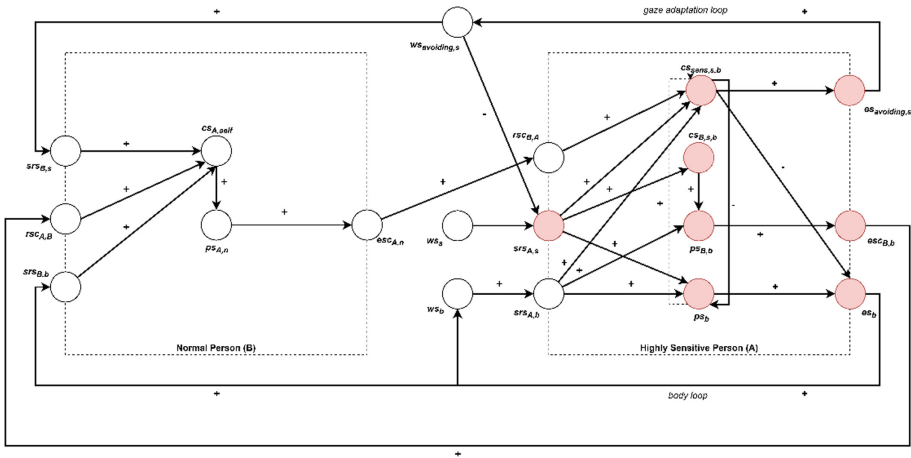 +
gaze adaptation loop
+
ws_avoiding,s
cs_sens,s,b
+
es_avoiding,s
-
cs_A,self
+
srs_B,s
+
rsc_B,A
+
cs_B,s,b
-
+
+
+
+
+
+
-
rsc_A,B
+
ps_A,n
+
esc_A,n
ws_s
srs_A,s
+
ps_B,b
+
esc_B,b
srs_B,b
+
+
+
ws_b
+
srs_A,b
+
ps_b
+
es_b
Normal Person (B)
Highly Sensitive Person (A)
+
body loop
+
+